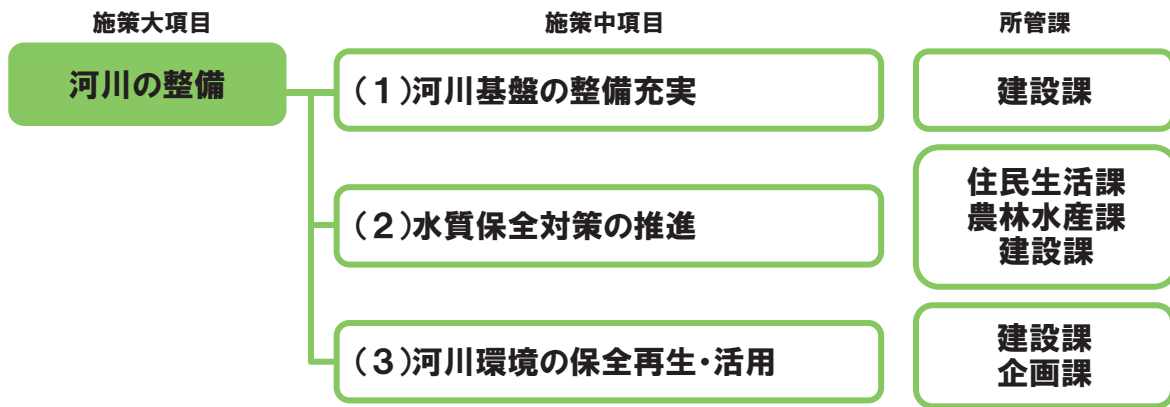 施策大項目
施策中項目
所管課
河川の整備
（１）河川基盤の整備充実
建設課
（２）水質保全対策の推進
住民生活課
農林水産課
建設課
（３）河川環境の保全再生・活用
建設課
企画課